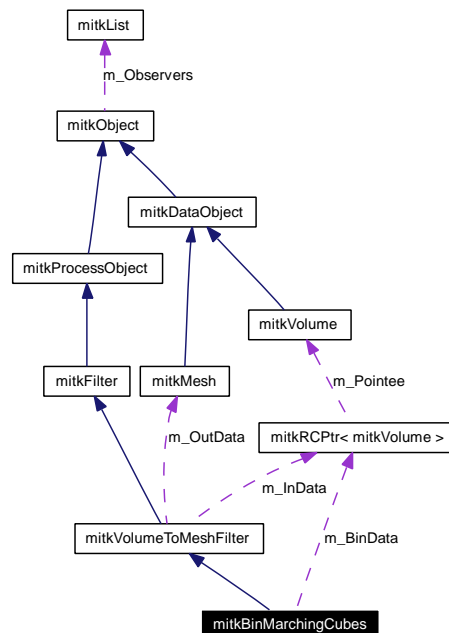 mitkList
m_Observers
mitkObject
mitkDataObject
mitkProcessObject
mitkVolume
mitkFilter
mitkMesh
m_Pointee
m_OutData
mitkRCPtr< mitkVolume >
m_InData
mitkVolumeToMeshFilter
m_BinData
mitkBinMarchingCubes